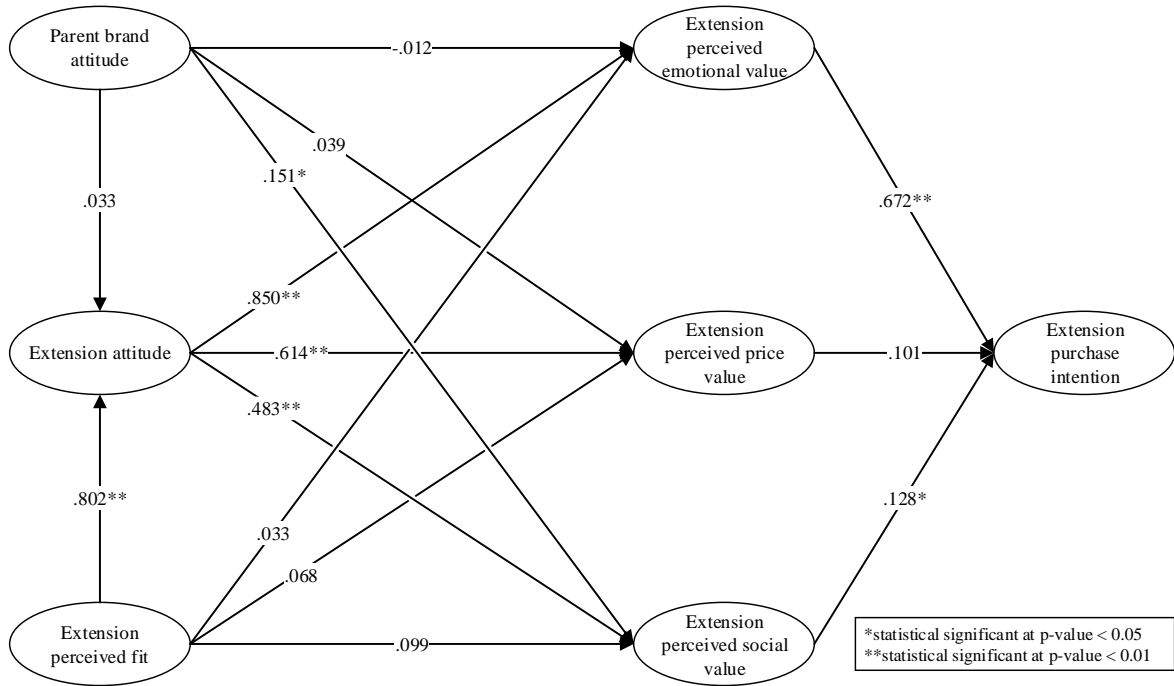 Parent brand
attitude
-.012
Extension
perceived
emotional value
.039
.151*
.033
.672**
.850**
Extension attitude
.614**
Extension
perceived price
value
.101
Extension
purchase
intention
.483**
.802**
.128*
.033
.068
Extension
perceived fit
.099
Extension
perceived social
value
*statistical significant at p-value < 0.05
**statistical significant at p-value < 0.01